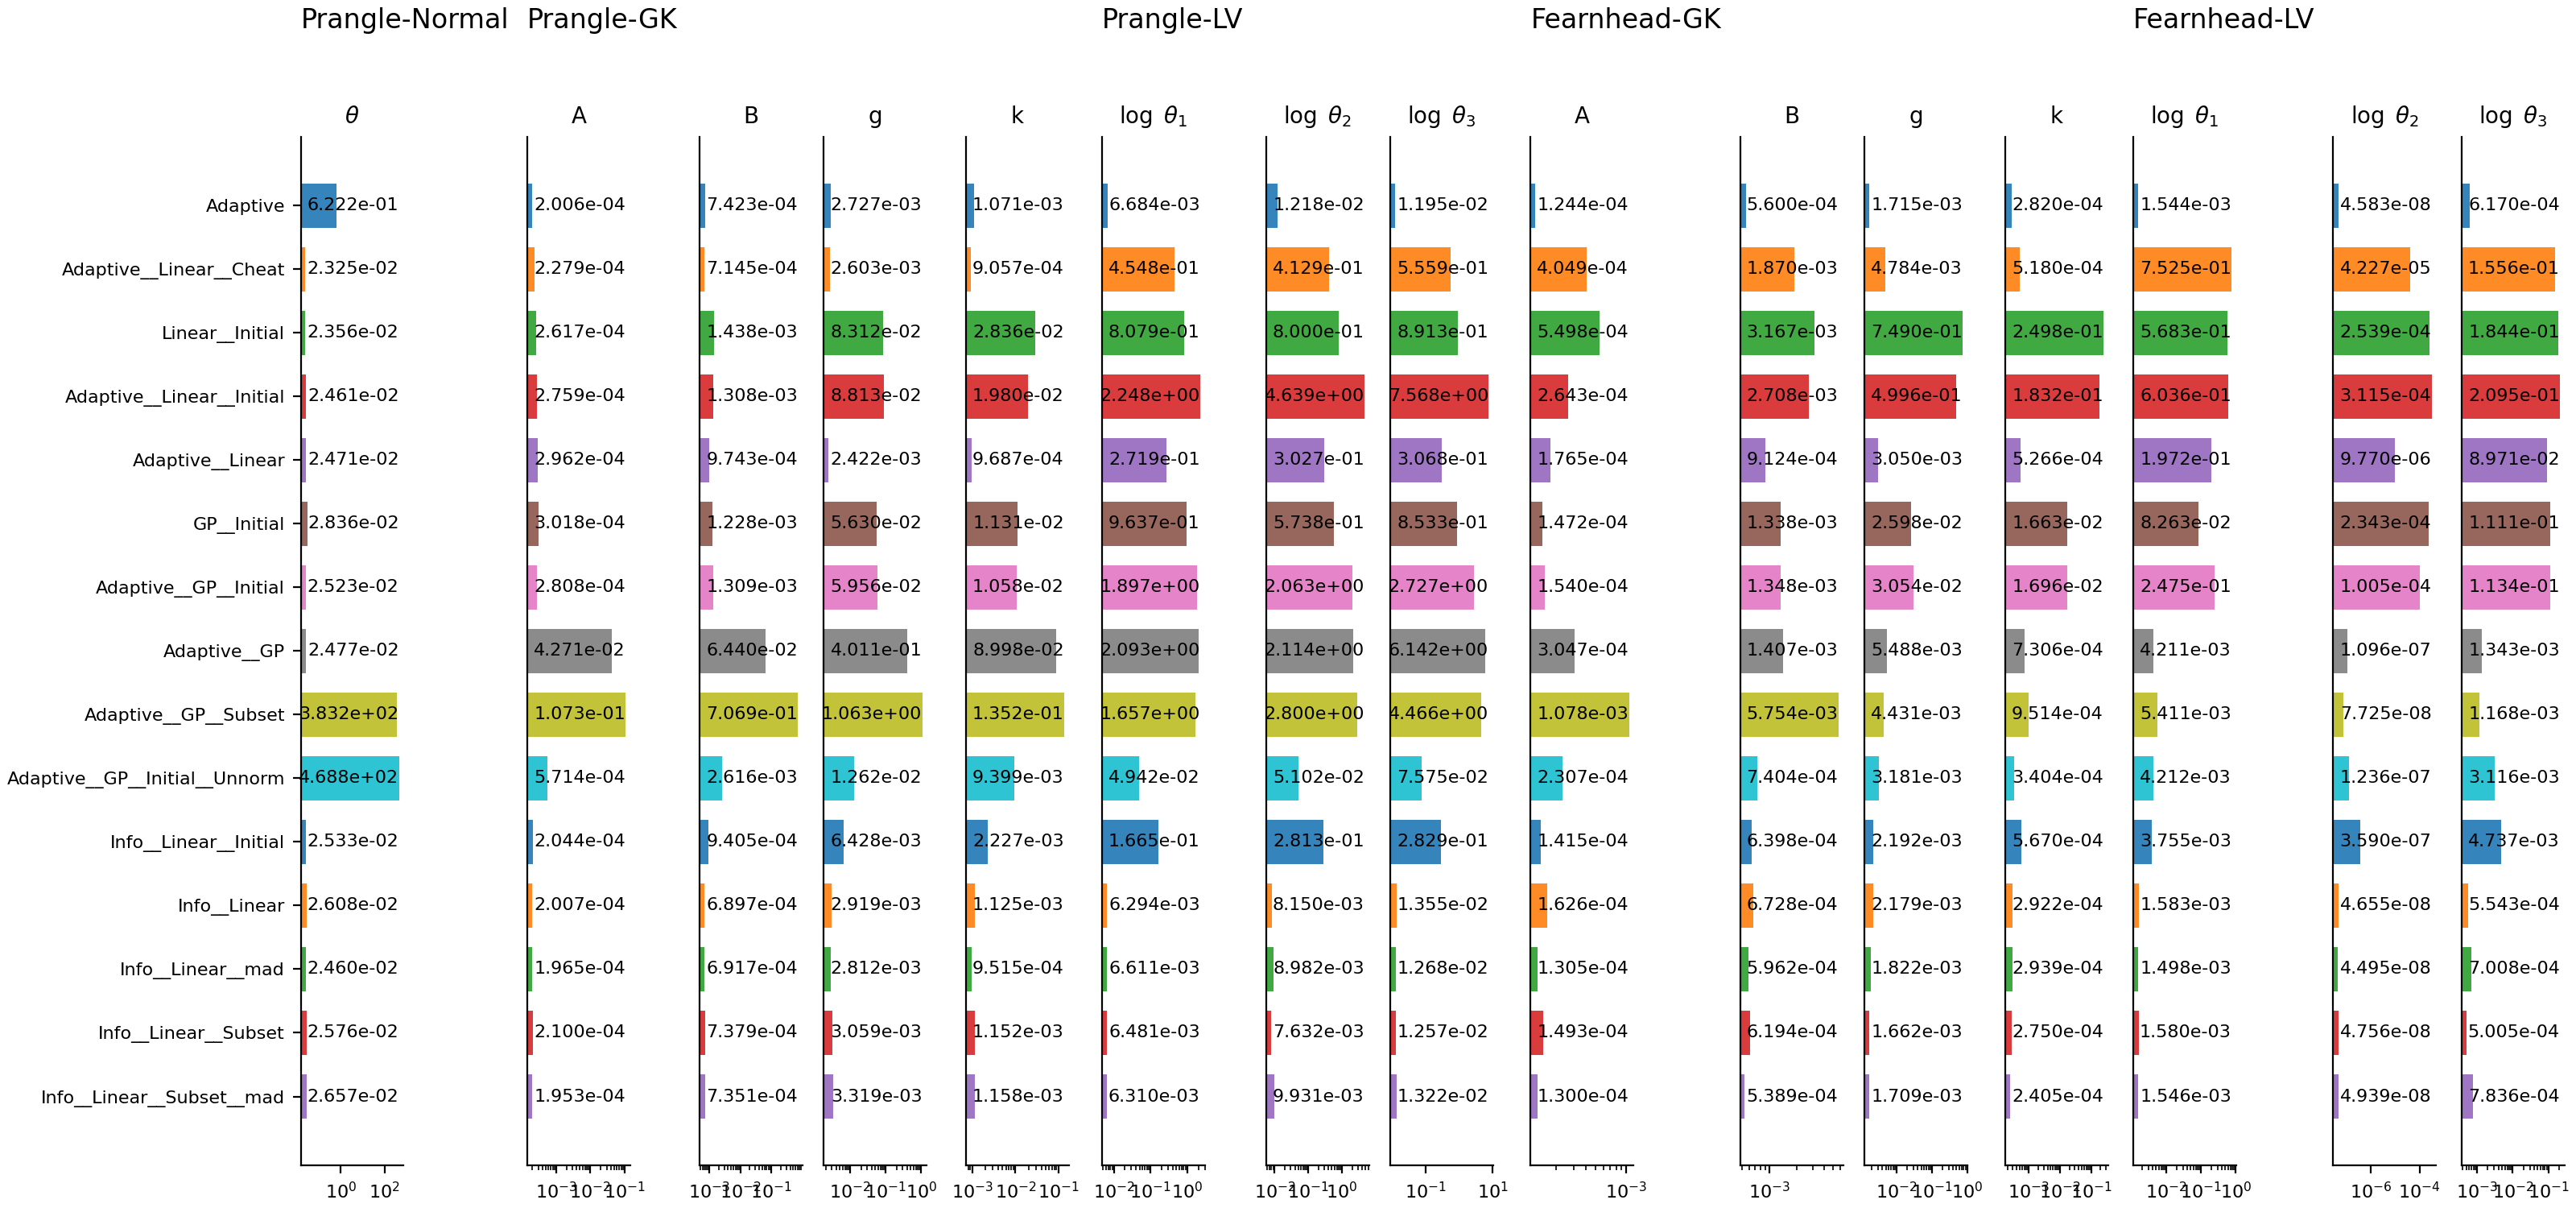 Prangle-Normal Prangle-GK Prangle-LV Fearnhead-GK Fearnhead-LV
θ A B g k log θ₁ log θ₂ log θ₃ A B g k log θ₁ log θ₂ log θ₃
Adaptive 6.222e-01 2.006e-04 7.423e-04 2.727e-03 1.071e-03 6.684e-03 1.218e-02 1.195e-02 1.244e-04 5.600e-04 1.715e-03 2.820e-04 1.544e-03 4.583e-08 6.170e-04
Adaptive__Linear__Cheat 2.325e-02 2.279e-04 7.145e-04 2.603e-03 9.057e-04 4.548e-01 4.129e-01 5.559e-01 4.049e-04 1.870e-03 4.784e-03 5.180e-04 7.525e-01 4.227e-05 1.556e-01
Linear__Initial 2.356e-02 2.617e-04 1.438e-03 8.312e-02 2.836e-02 8.079e-01 8.000e-01 8.913e-01 5.498e-04 3.167e-03 7.490e-01 2.498e-01 5.683e-01 2.539e-04 1.844e-01
Adaptive__Linear__Initial 2.461e-02 2.759e-04 1.308e-03 8.813e-02 1.980e-02 2.248e+00 4.639e+00 7.568e+00 2.643e-04 2.708e-03 4.996e-01 1.832e-01 6.036e-01 3.115e-04 2.095e-01
Adaptive__Linear 2.471e-02 2.962e-04 9.743e-04 2.422e-03 9.687e-04 2.719e-01 3.027e-01 3.068e-01 1.765e-04 9.124e-04 3.050e-03 5.266e-04 1.972e-01 9.770e-06 8.971e-02
GP__Initial 2.836e-02 3.018e-04 1.228e-03 5.630e-02 1.131e-02 9.637e-01 5.738e-01 8.533e-01 1.472e-04 1.338e-03 2.598e-02 1.663e-02 8.263e-02 2.343e-04 1.111e-01
Adaptive__GP__Initial 2.523e-02 2.808e-04 1.309e-03 5.956e-02 1.058e-02 1.897e+00 2.063e+00 2.727e+00 1.540e-04 1.348e-03 3.054e-02 1.696e-02 2.475e-01 1.005e-04 1.134e-01
Adaptive__GP 2.477e-02 4.271e-02 6.440e-02 4.011e-01 8.998e-02 2.093e+00 2.114e+00 6.142e+00 3.047e-04 1.407e-03 5.488e-03 7.306e-04 4.211e-03 1.096e-07 1.343e-03
Adaptive__GP__Subset 3.832e+02 1.073e-01 7.069e-01 1.063e+00 1.352e-01 1.657e+00 2.800e+00 4.466e+00 1.078e-03 5.754e-03 4.431e-03 9.514e-04 5.411e-03 7.725e-08 1.168e-03
Adaptive__GP__Initial__Unnorm 4.688e+02 5.714e-04 2.616e-03 1.262e-02 9.399e-03 4.942e-02 5.102e-02 7.575e-02 2.307e-04 7.404e-04 3.181e-03 3.404e-04 4.212e-03 1.236e-07 3.116e-03
Info__Linear__Initial 2.533e-02 2.044e-04 9.405e-04 6.428e-03 2.227e-03 1.665e-01 2.813e-01 2.829e-01 1.415e-04 6.398e-04 2.192e-03 5.670e-04 3.755e-03 3.590e-07 4.737e-03
Info__Linear 2.608e-02 2.007e-04 6.897e-04 2.919e-03 1.125e-03 6.294e-03 8.150e-03 1.355e-02 1.626e-04 6.728e-04 2.179e-03 2.922e-04 1.583e-03 4.655e-08 5.543e-04
Info__Linear__mad 2.460e-02 1.965e-04 6.917e-04 2.812e-03 9.515e-04 6.611e-03 8.982e-03 1.268e-02 1.305e-04 5.962e-04 1.822e-03 2.939e-04 1.498e-03 4.495e-08 7.008e-04
Info__Linear__Subset 2.576e-02 2.100e-04 7.379e-04 3.059e-03 1.152e-03 6.481e-03 7.632e-03 1.257e-02 1.493e-04 6.194e-04 1.662e-03 2.750e-04 1.580e-03 4.756e-08 5.005e-04
Info__Linear__Subset__mad 2.657e-02 1.953e-04 7.351e-04 3.319e-03 1.158e-03 6.310e-03 9.931e-03 1.322e-02 1.300e-04 5.389e-04 1.709e-03 2.405e-04 1.546e-03 4.939e-08 7.836e-04
10⁰ 10² 10⁻³ 10⁻² 10⁻¹ 10⁻³ 10⁻² 10⁻¹ 10⁻² 10⁻¹ 10⁰ 10⁻³ 10⁻² 10⁻¹ 10⁻² 10⁻¹ 10⁰ 10⁻² 10⁻¹ 10⁰ 10⁻¹ 10¹ 10⁻³ 10⁻³ 10⁻² 10⁻¹ 10⁰ 10⁻³ 10⁻² 10⁻¹ 10⁻² 10⁻¹ 10⁰ 10⁻⁶ 10⁻⁴ 10⁻³ 10⁻² 10⁻¹